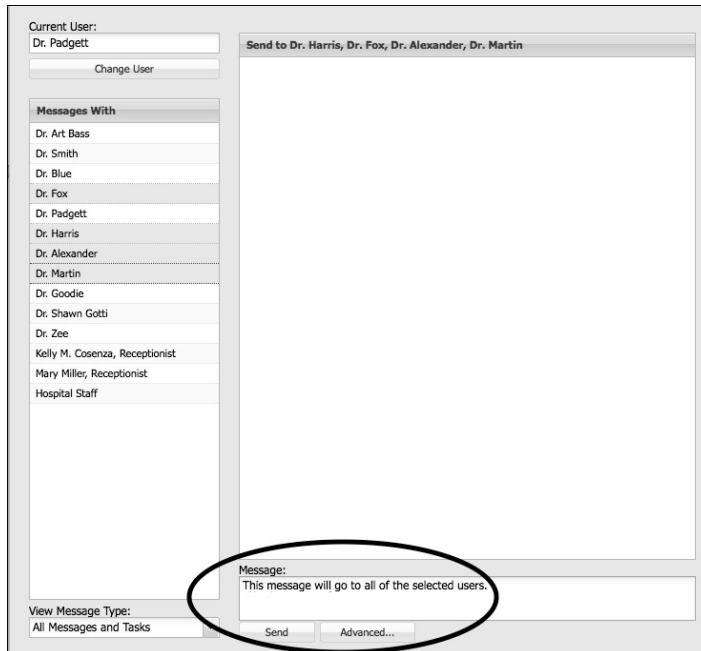 Current User:
Dr. Padgett
Change User
Messages With
Dr. Art Bass
Dr. Smith
Dr. Blue
Dr. Fox
Dr. Padgett
Dr. Harris
Dr. Alexander
Dr. Martin
Dr. Goodie
Dr. Shawn Gotti
Dr. Zee
Kelly M. Cosenza, Receptionist
Mary Miller, Receptionist
Hospital Staff
View Message Type:
All Messages and Tasks
Send to Dr. Harris, Dr. Fox, Dr. Alexander, Dr. Martin
Message:
This message will go to all of the selected users.
Send
Advanced...